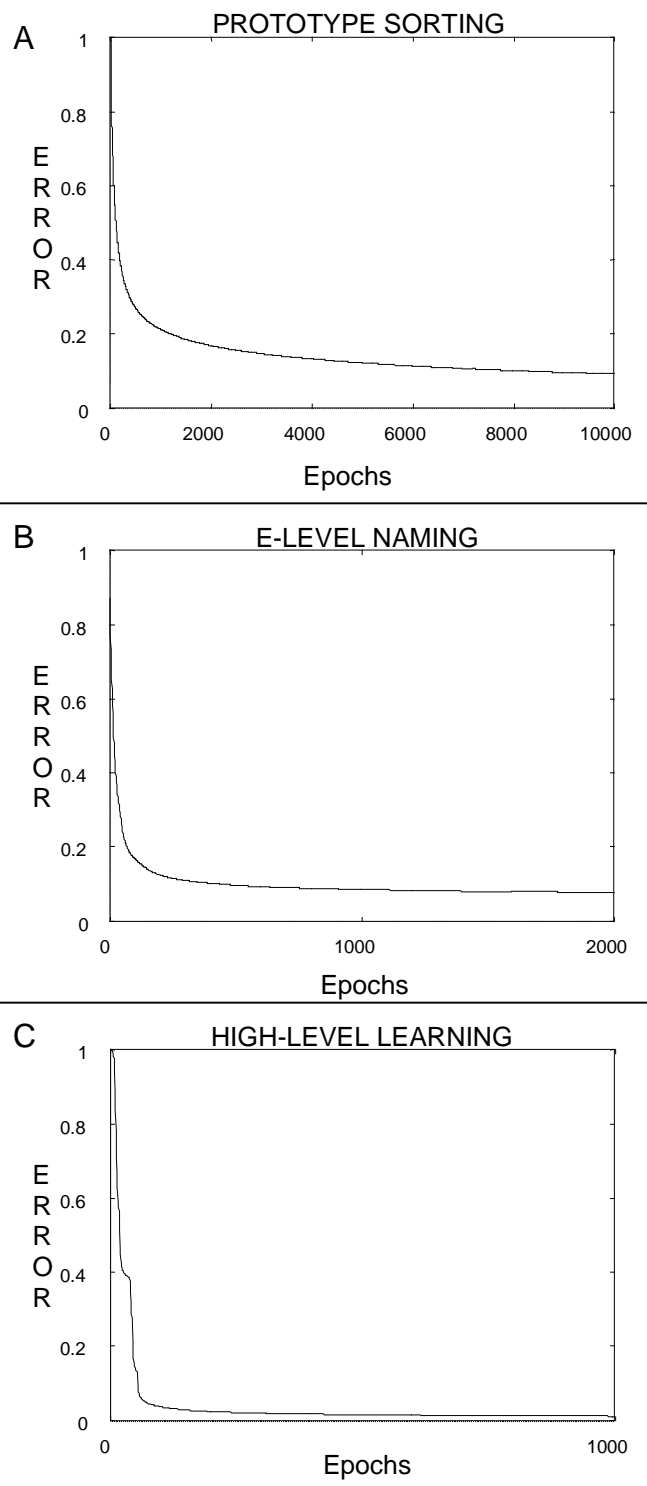 A
PROTOTYPE SORTING
1
0.8
0.6
0.4
0.2
0
E
R
R
O
R
0 2000 4000 6000 8000 10000
Epochs
B
E-LEVEL NAMING
1
0.8
0.6
0.4
0.2
0
E
R
R
O
R
0 1000 2000
Epochs
C
HIGH-LEVEL LEARNING
1
0.8
0.6
0.4
0.2
0
E
R
R
O
R
0 1000
Epochs